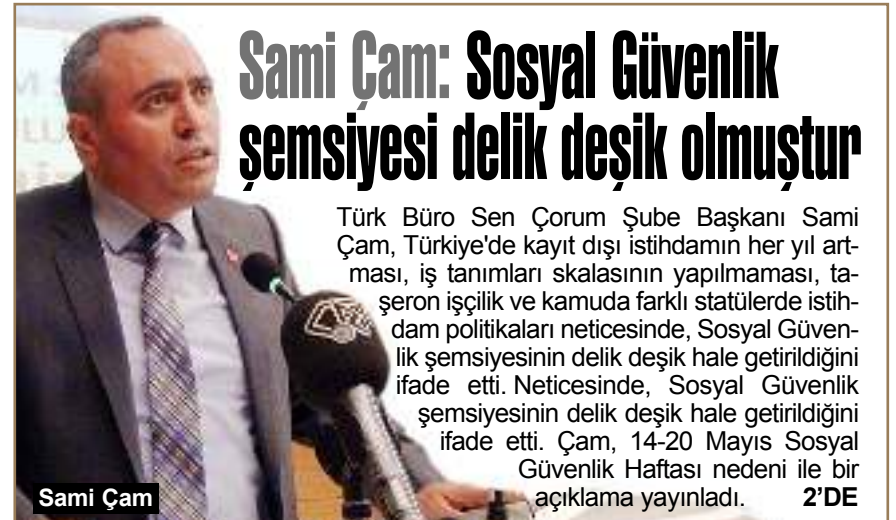 Sami Çam: Sosyal Güvenlik
şemsiyesi delik deşik olmuştur
Türk Büro Sen Çorum Şube Başkanı Sami
Çam, Türkiye'de kayıt dışı istihdamın her yıl art-
ması, iş tanımları skalasının yapılmaması, ta-
şeron işçilik ve kamuda farklı statülerde istih-
dam politikaları neticesinde, Sosyal Güven-
lik şemsiyesinin delik deşik hale getirildiğini
ifade etti. Neticesinde, Sosyal Güvenlik
şemsiyesinin delik deşik hale getirildiğini
ifade etti. Çam, 14-20 Mayıs Sosyal
Güvenlik Haftası nedeni ile bir
açıklama yayınladı. 2'DE
Sami Çam